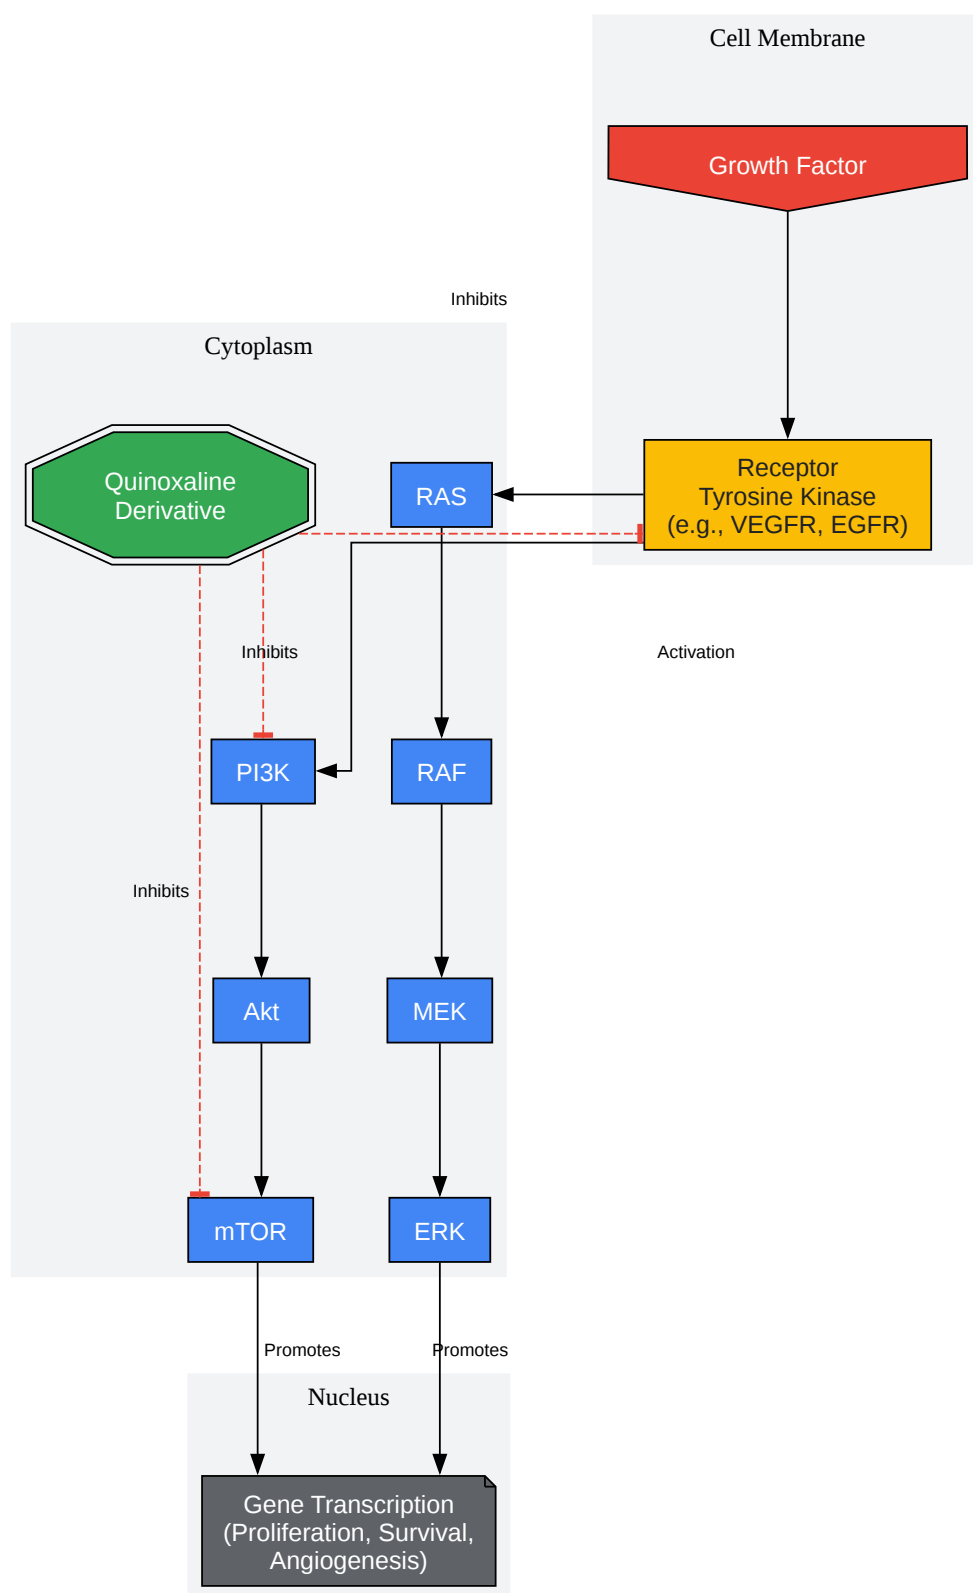 Cell Membrane
Growth Factor
Inhibits
Cytoplasm
Quinoxaline
Derivative
RAS
Receptor
Tyrosine Kinase
(e.g., VEGFR, EGFR)
Inhibits
Activation
PI3K
RAF
Inhibits
Akt
MEK
mTOR
ERK
Promotes
Promotes
Nucleus
Gene Transcription
(Proliferation, Survival,
Angiogenesis)